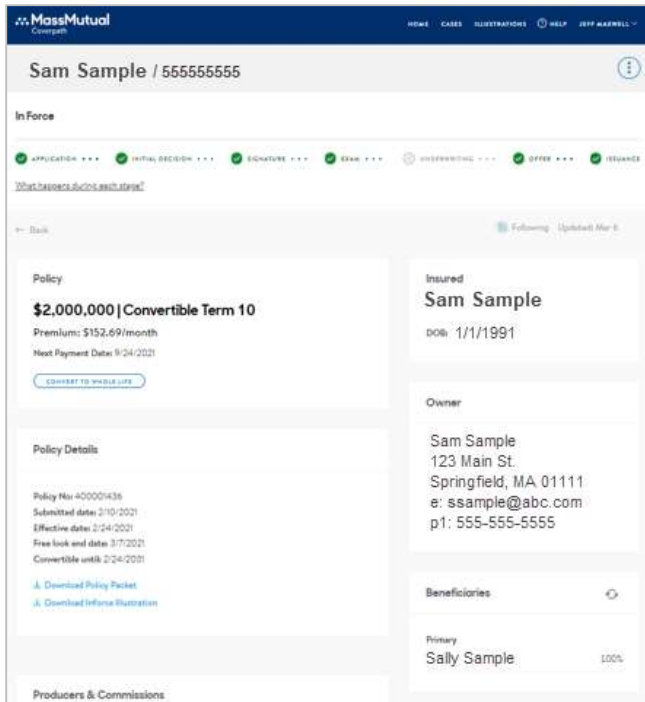 MassMutual
Coverpath
HOME CASES ILLUSTRATIONS HELP JEFF MAXWELL
Sam Sample / 555555555
In Force
APPLICATION INITIAL DECISION SIGNATURE EXAM UNDERWRITING OFFER ISSUANCE
What happens during each stage?
← Back
Following Updated: Mar 6
Policy
$2,000,000 | Convertible Term 10
Premium: $152.69/month
Next Payment Date: 9/24/2021
CONVERT TO WHOLE LIFE
Insured
Sam Sample
DOB: 1/1/1991
Owner
Sam Sample
123 Main St.
Springfield, MA 01111
e: ssample@abc.com
p1: 555-555-5555
Policy Details
Policy No: 400001436
Submitted date: 2/10/2021
Effective date: 2/24/2021
Free look end date: 3/7/2021
Convertible until: 2/24/2031
Download Policy Packet
Download Inforce Illustration
Beneficiaries
Primary
Sally Sample 100%
Producers & Commissions